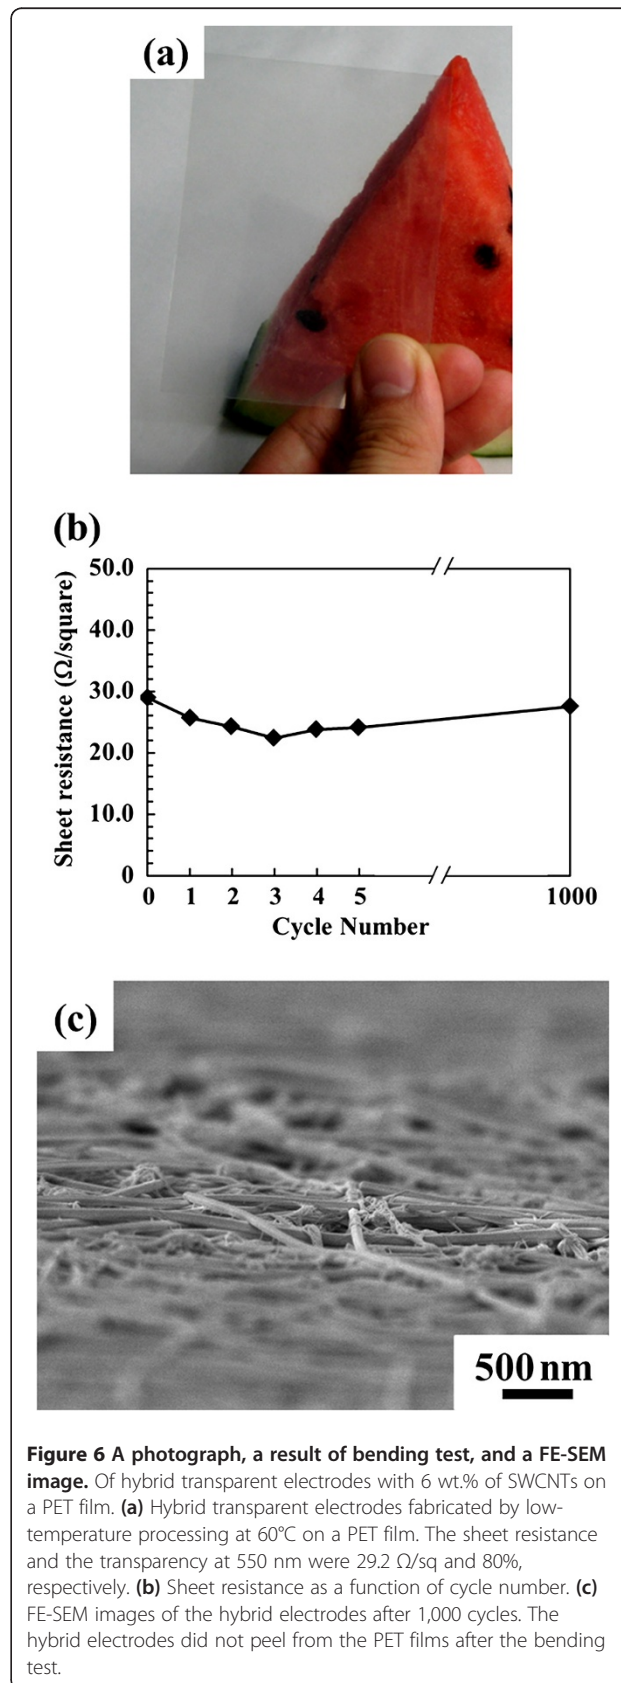 (a)
(b)
50.0
40.0
30.0
20.0
10.0
0
Sheet resistance (Ω/square)
0 1 2 3 4 5 1000
Cycle Number
(c)
500 nm
Figure 6 A photograph, a result of bending test, and a FE-SEM
image. Of hybrid transparent electrodes with 6 wt.% of SWCNTs on
a PET film. (a) Hybrid transparent electrodes fabricated by low-
temperature processing at 60°C on a PET film. The sheet resistance
and the transparency at 550 nm were 29.2 Ω/sq and 80%,
respectively. (b) Sheet resistance as a function of cycle number. (c)
FE-SEM images of the hybrid electrodes after 1,000 cycles. The
hybrid electrodes did not peel from the PET films after the bending
test.